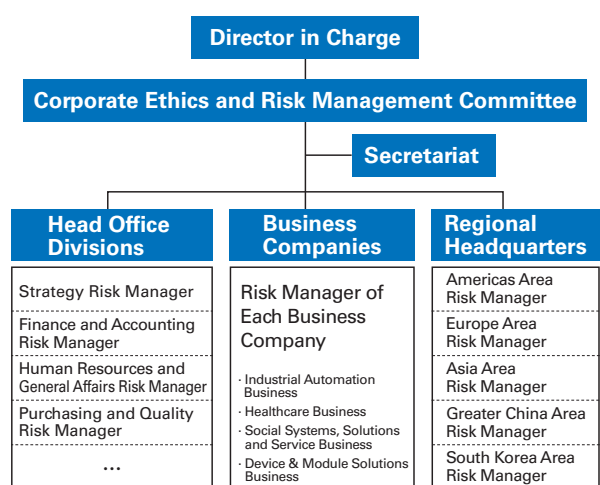 Director in Charge
Corporate Ethics and Risk Management Committee
Secretariat
Head Office
Divisions
Strategy Risk Manager
Finance and Accounting
Risk Manager
Human Resources and
General Affairs Risk Manager
Purchasing and Quality
Risk Manager
...
Business
Companies
Risk Manager of
Each Business
Company
· Industrial Automation
Business
· Healthcare Business
· Social Systems, Solutions
and Service Business
· Device & Module Solutions
Business
Regional
Headquarters
Americas Area
Risk Manager
Europe Area
Risk Manager
Asia Area
Risk Manager
Greater China Area
Risk Manager
South Korea Area
Risk Manager